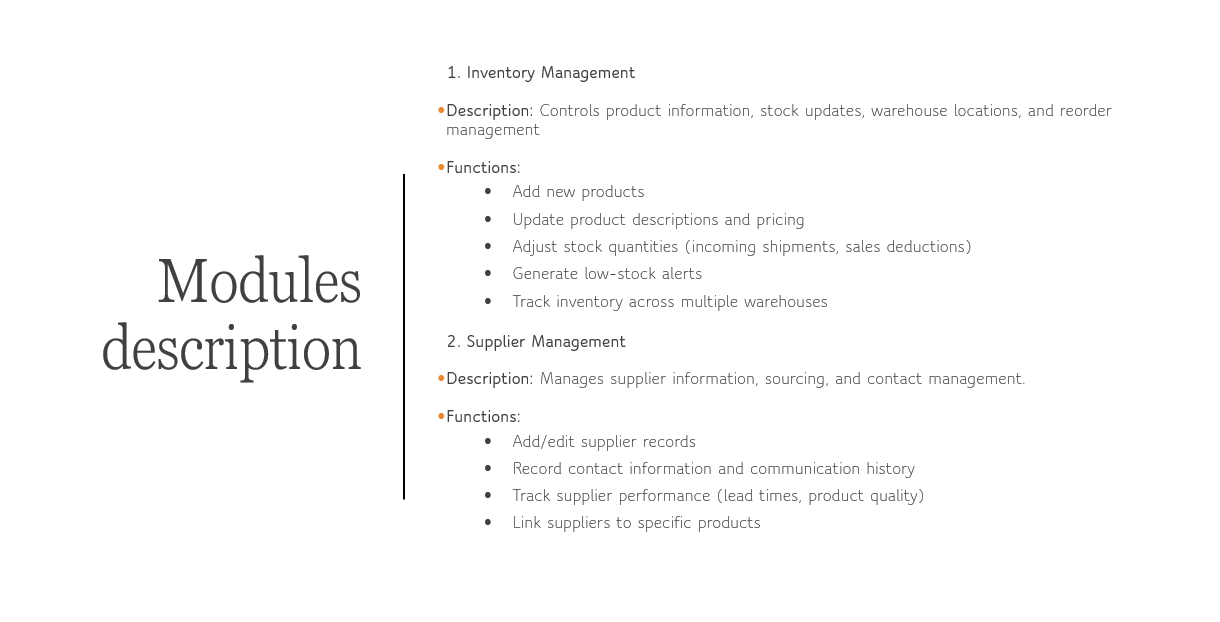 Modules
description
1. Inventory Management
•Description: Controls product information, stock updates, warehouse locations, and reorder
management
•Functions:
• Add new products
• Update product descriptions and pricing
• Adjust stock quantities (incoming shipments, sales deductions)
• Generate low-stock alerts
• Track inventory across multiple warehouses
2. Supplier Management
•Description: Manages supplier information, sourcing, and contact management.
•Functions:
• Add/edit supplier records
• Record contact information and communication history
• Track supplier performance (lead times, product quality)
• Link suppliers to specific products